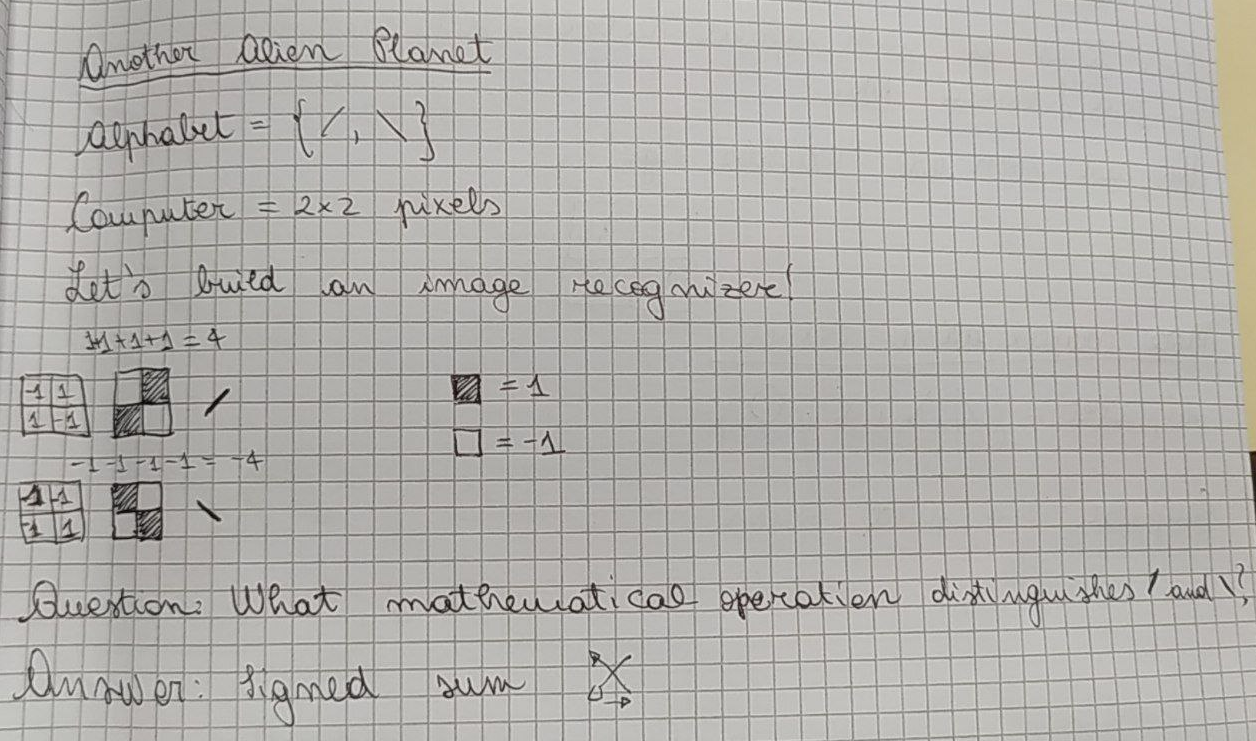 Another Alien Planet
Alphabet = {/, \}
Computer = 2×2 pixels
Let's build an image recognizer!
1+1+1+1 = 4
-1 1
1 -1
/
= 1
= -1
-1-1-1-1 = -4
-1 -1
-1 1
\
Question: What mathematical operation distinguishes / and \?
Answer: Signed sum